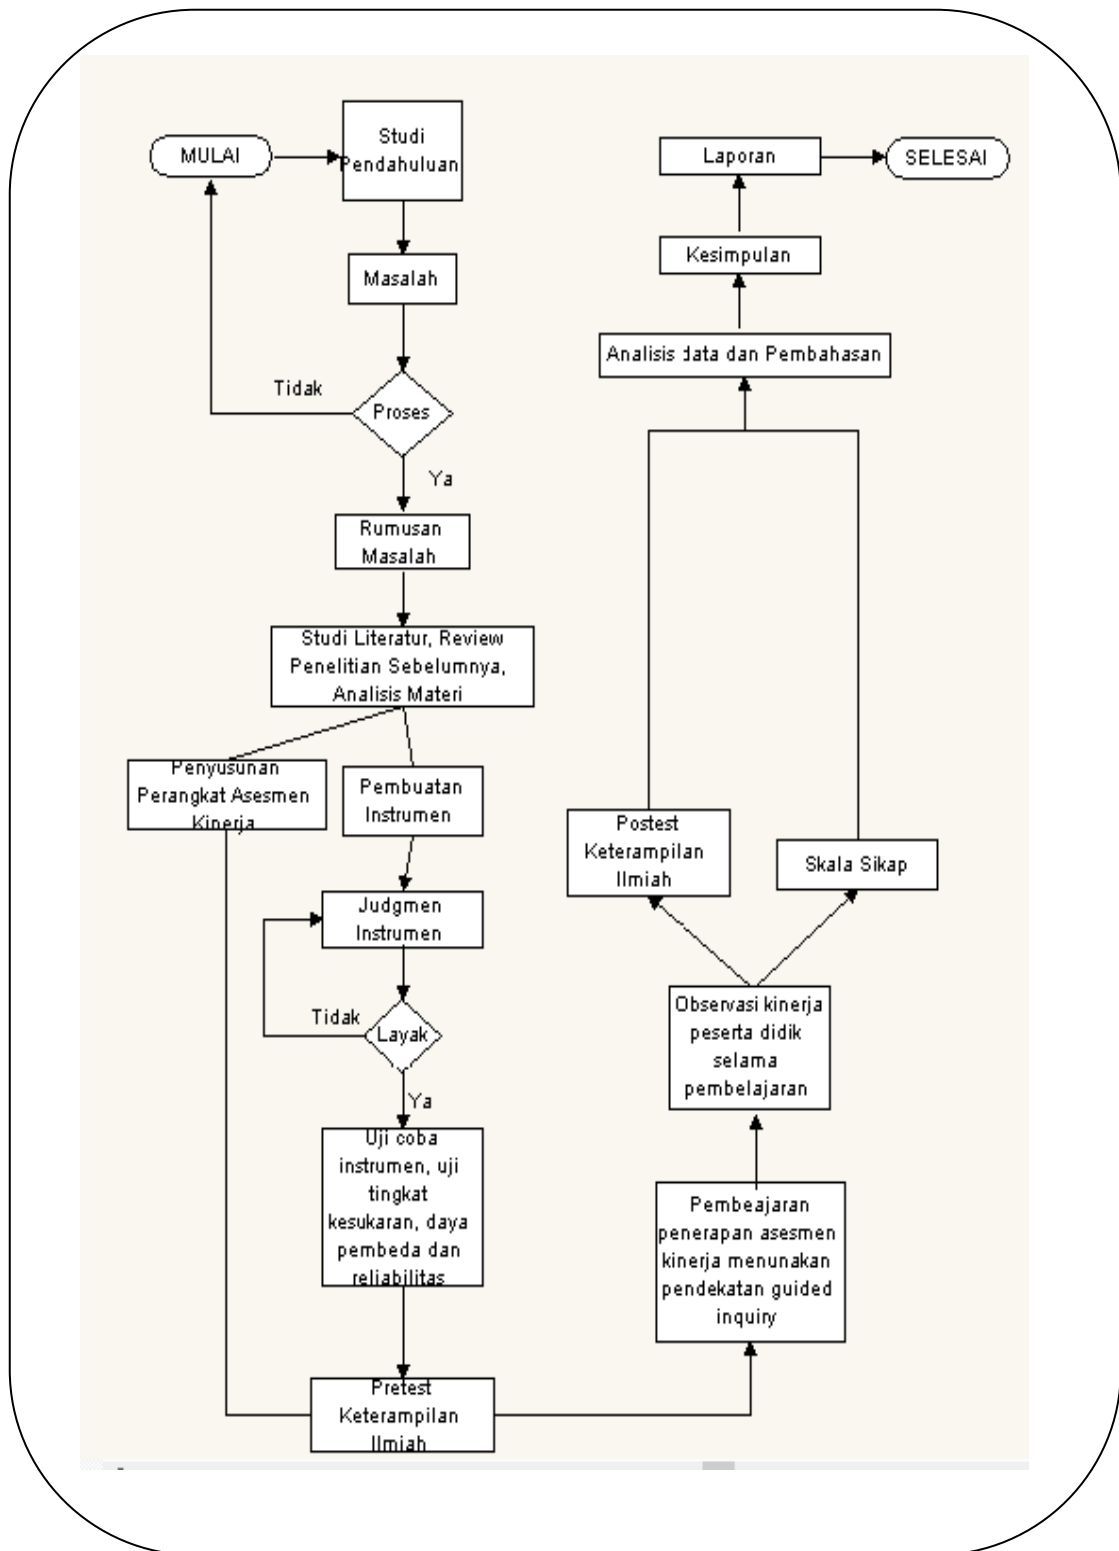 MULAI
Studi
Pendahuluan
Masalah
Tidak
Proses
Ya
Rumusan
Masalah
Studi Literatur, Review
Penelitian Sebelumnya,
Analisis Materi
Penyusunan
Perangkat Asesmen
Kinerja
Pembuatan
Instrumen
Judgmen
Instrumen
Tidak
Layak
Ya
Uji coba
instrumen, uji
tingkat
kesukaran, daya
pembeda dan
reliabilitas
Pretest
Keterampilan
Ilmiah
Pembeajaran
penerapan asesmen
kinerja menunakan
pendekatan guided
inquiry
Observasi kinerja
peserta didik
selama
pembelajaran
Postest
Keterampilan
Ilmiah
Skala Sikap
Analisis data dan Pembahasan
Kesimpulan
Laporan
SELESAI